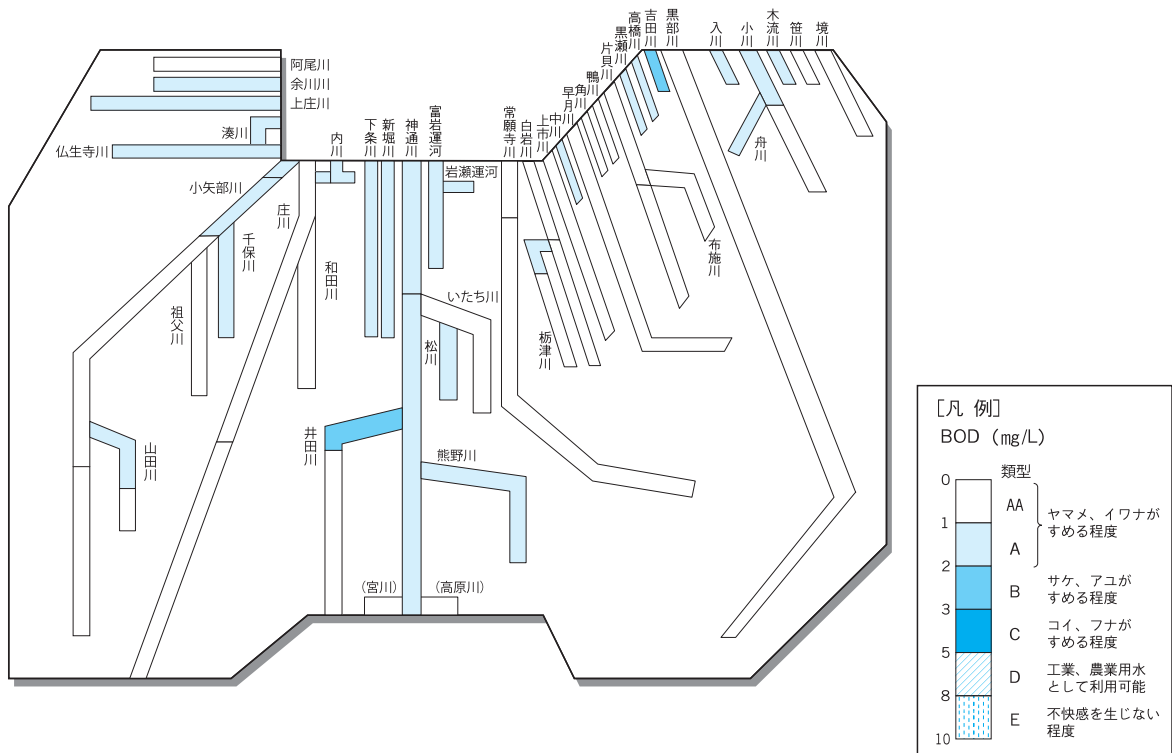 阿尾川
余川川
上庄川
湊川
仏生寺川
小矢部川
庄川
千保川
祖父川
山田川
和田川
内川
下条川
新堀川
神通川
富岩運河
岩瀬運河
いたち川
松川
井田川
熊野川
（宮川）
（高原川）
常願寺川
白岩川
上市川
中川
早月川
角川
鴨川
片貝川
黒瀬川
高橋川
吉田川
黒部川
入川
小川
木流川
笹川
境川
舟川
布施川
栃津川
［凡 例］
BOD（mg/L）
類型
0
1
2
3
5
8
10
AA
A
B
C
D
E
ヤマメ、イワナが
すめる程度
サケ、アユが
すめる程度
コイ、フナが
すめる程度
工業、農業用水
として利用可能
不快感を生じない
程度